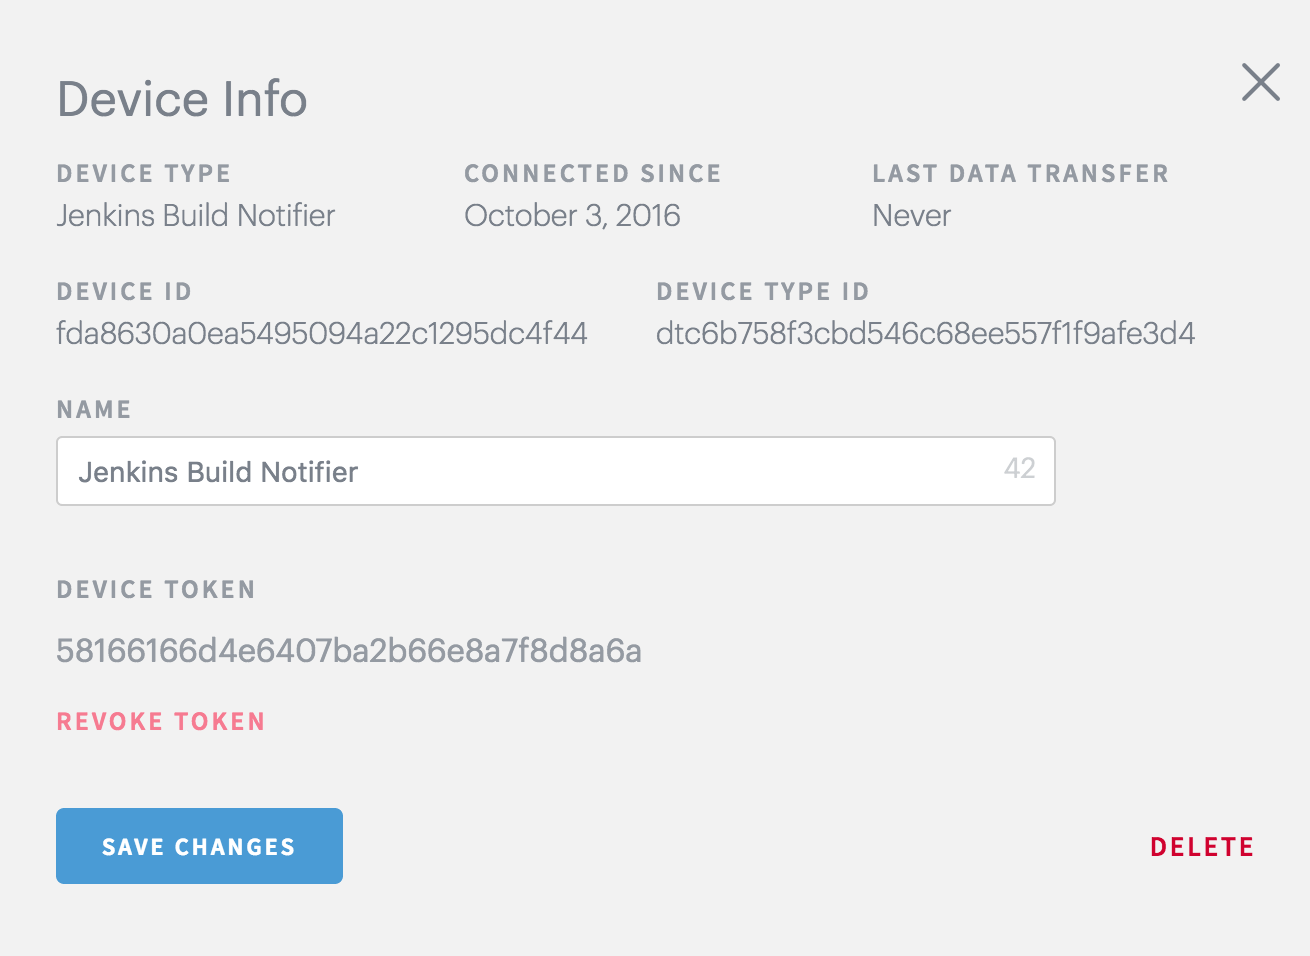 Device Info
DEVICE TYPE
Jenkins Build Notifier
CONNECTED SINCE
October 3, 2016
LAST DATA TRANSFER
Never
DEVICE ID
fda8630a0ea5495094a22c1295dc4f44
DEVICE TYPE ID
dtc6b758f3cbd546c68ee557f1f9afe3d4
NAME
Jenkins Build Notifier 42
DEVICE TOKEN
58166166d4e6407ba2b66e8a7f8d8a6a
REVOKE TOKEN
SAVE CHANGES
DELETE